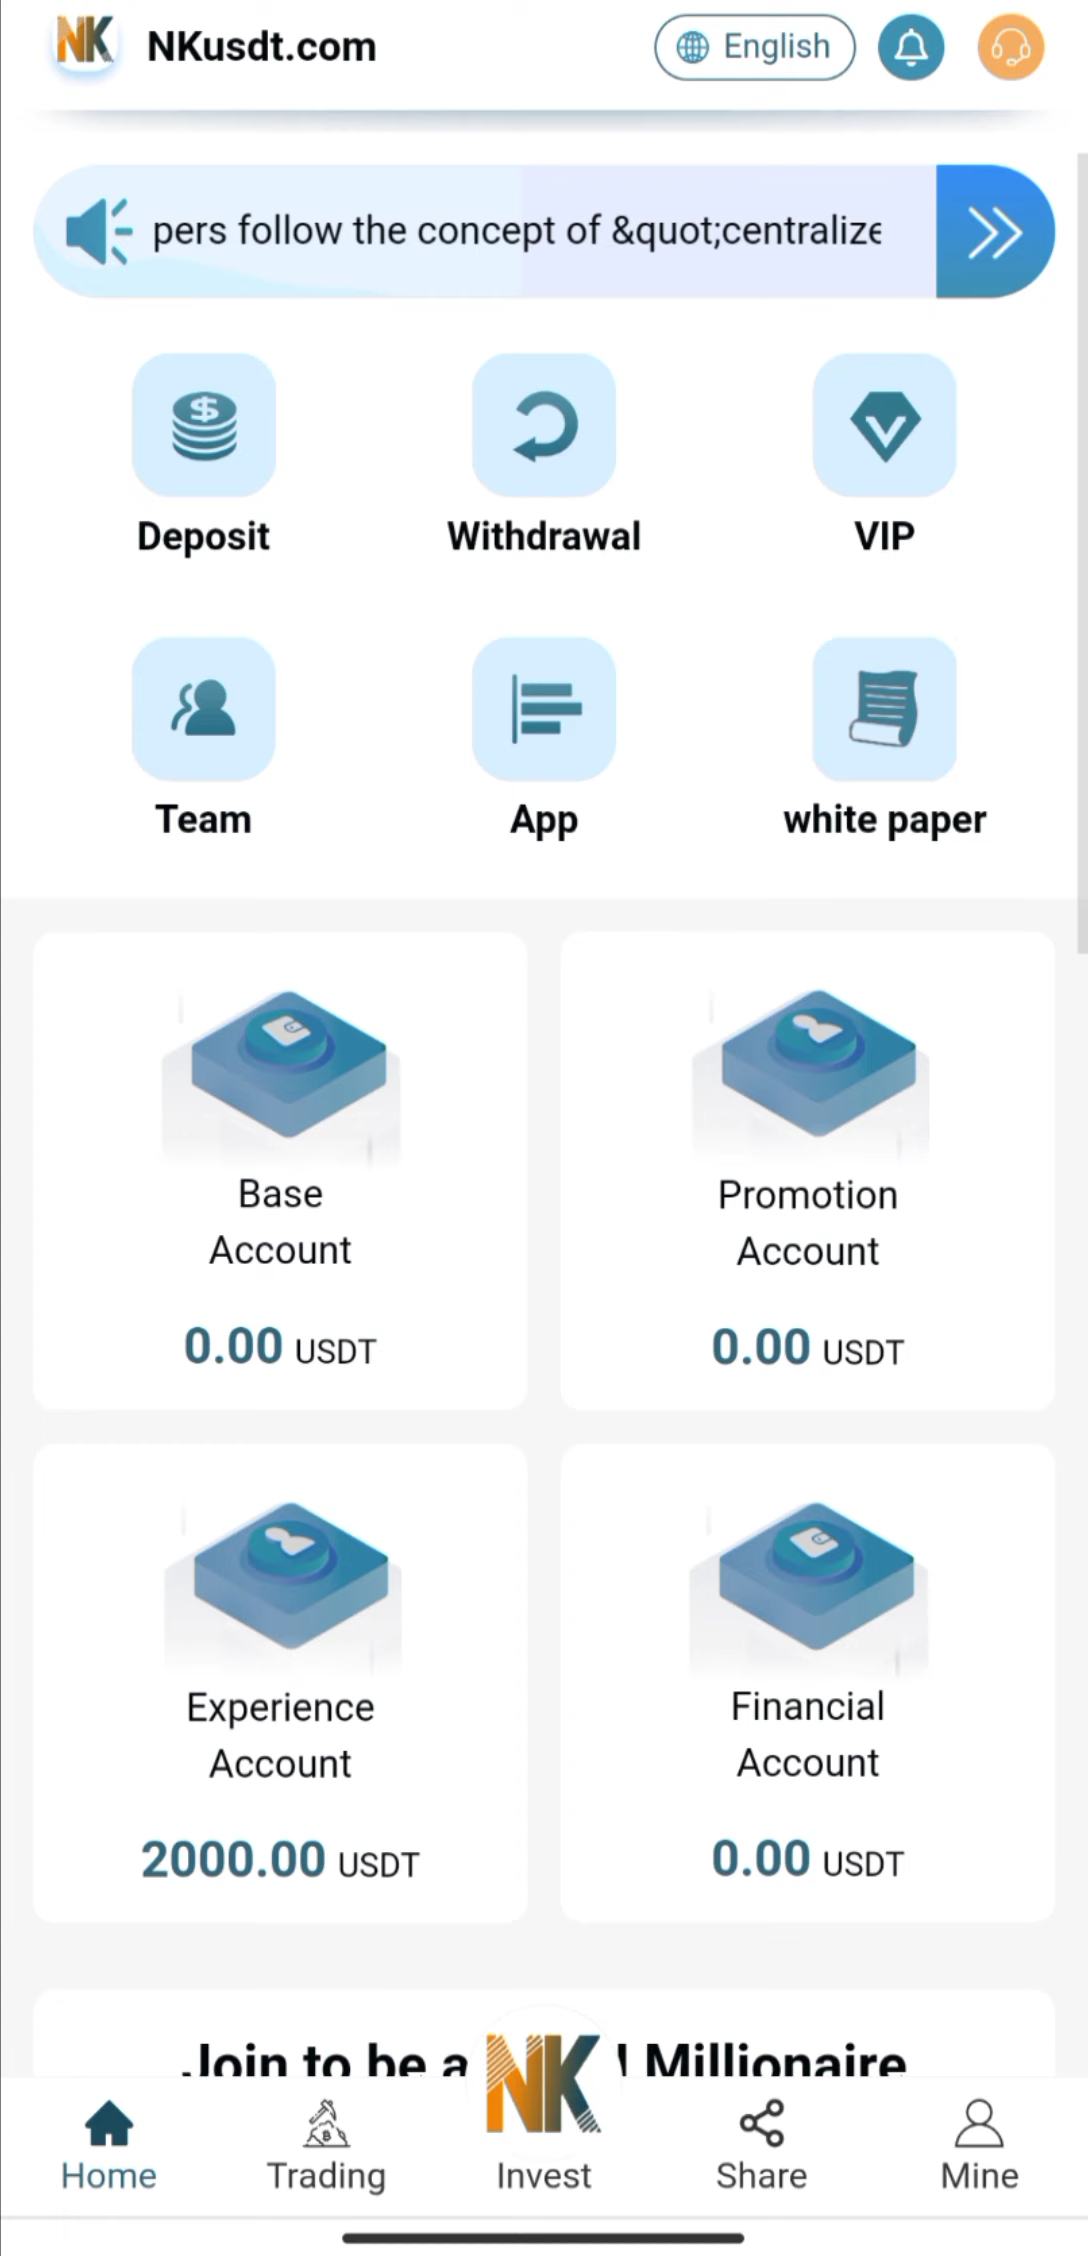 NK NKusdt.com English
pers follow the concept of &quot;centralize
Deposit Withdrawal VIP
Team App white paper
Base
Account
0.00 USDT
Promotion
Account
0.00 USDT
Experience
Account
2000.00 USDT
Financial
Account
0.00 USDT
Join to be a Millionaire
NK
Home Trading Invest Share Mine